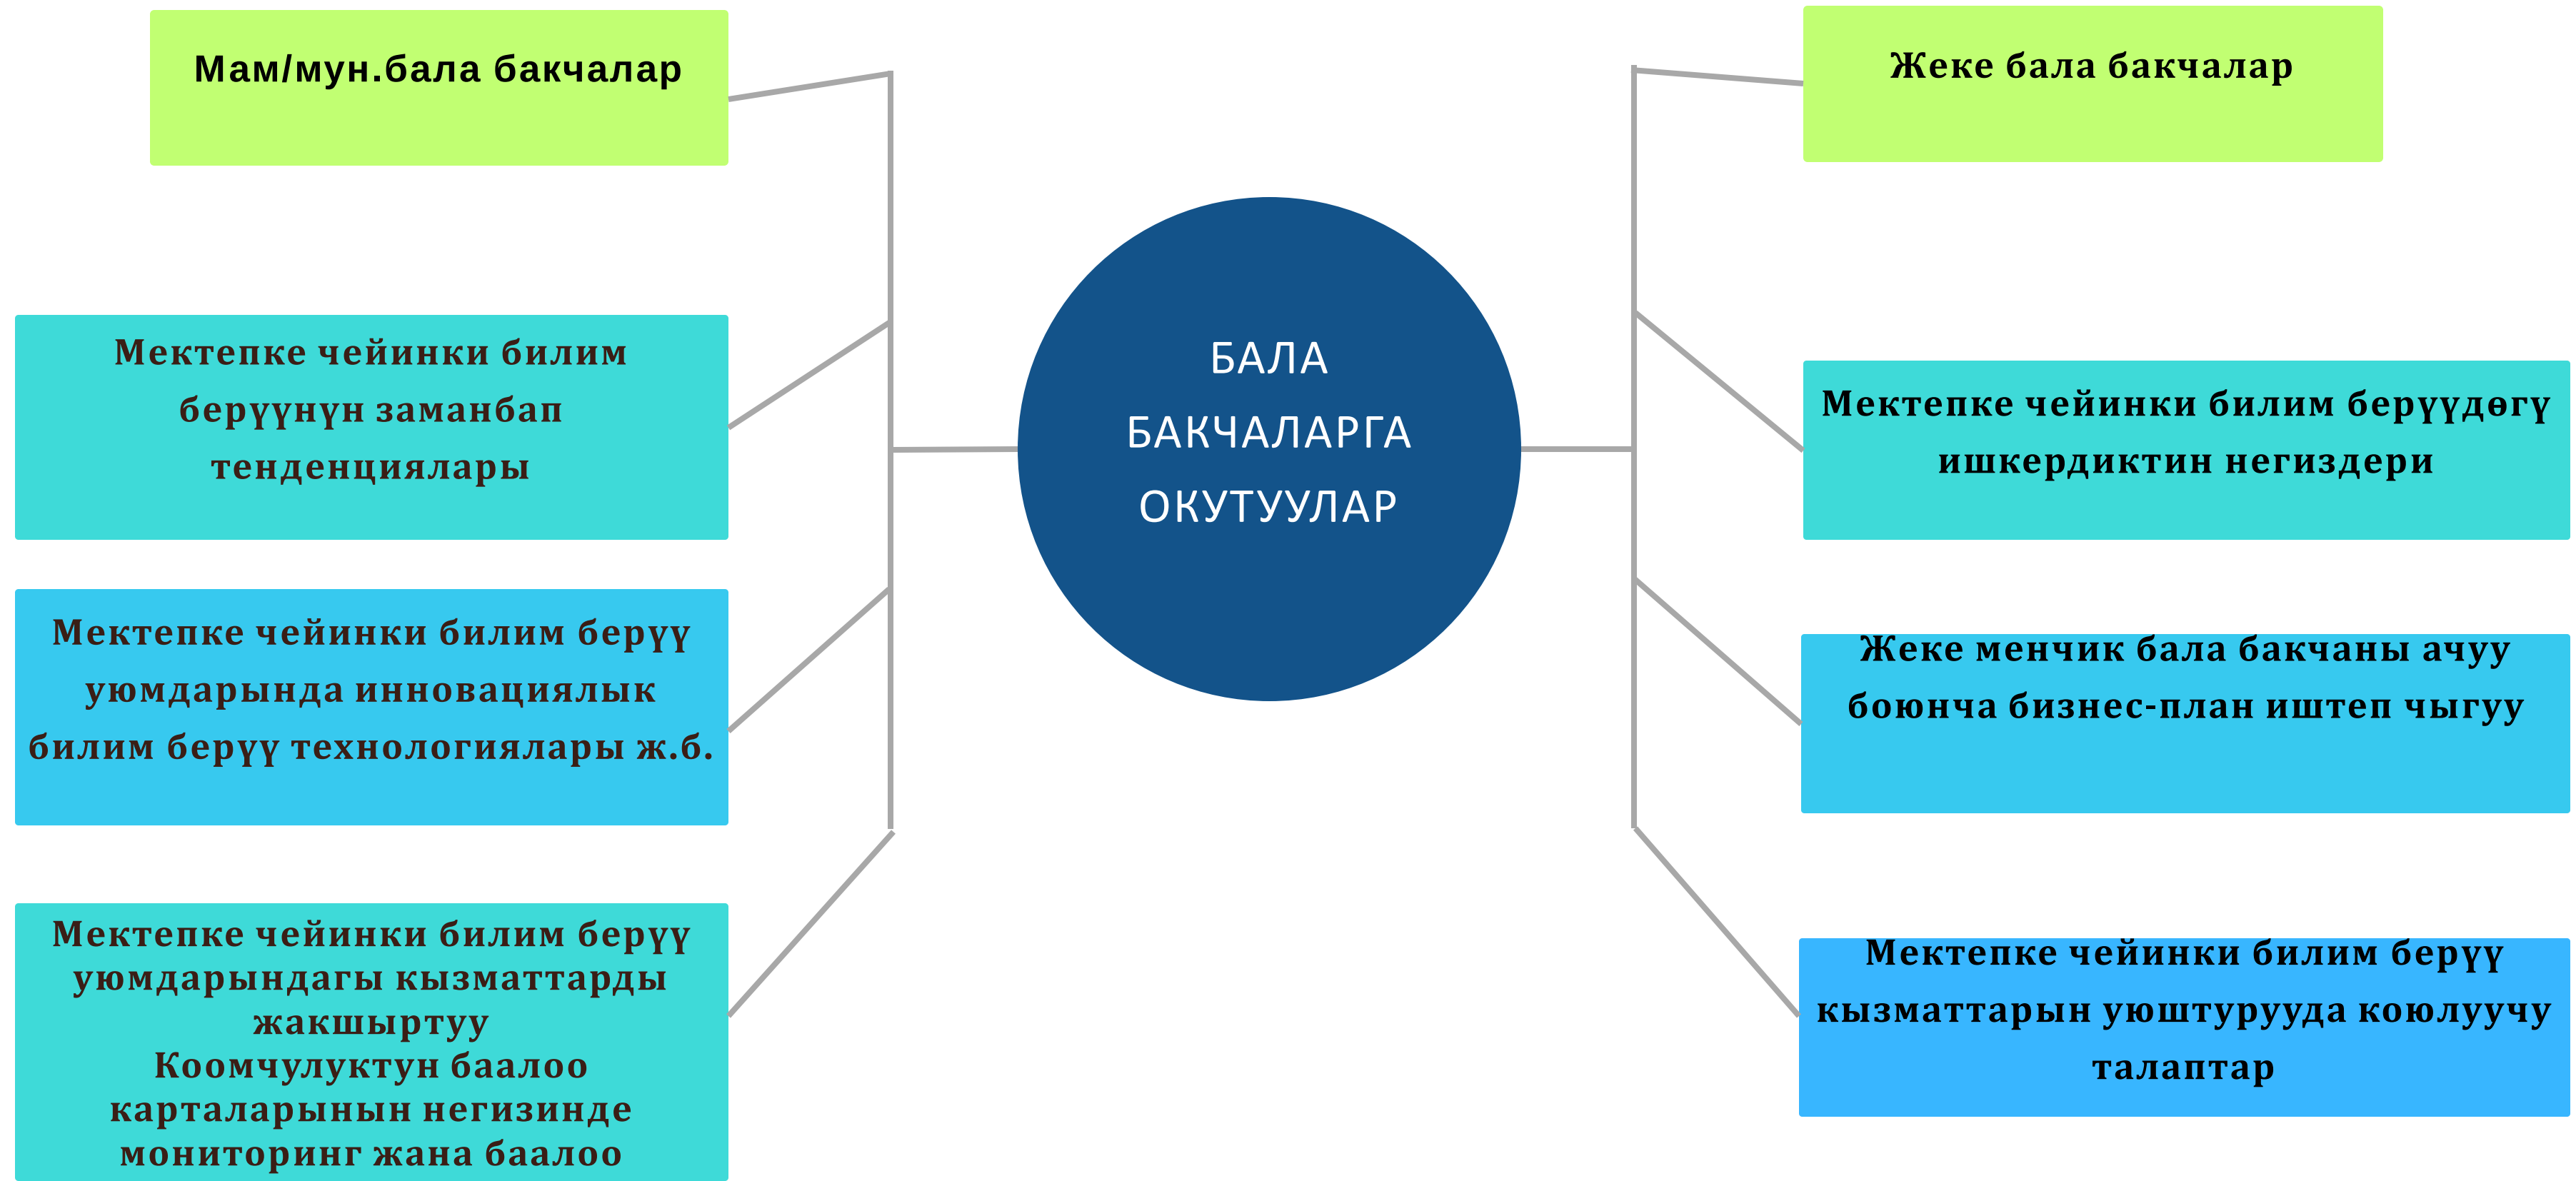 Мам/мун.бала бакчалар
Мектепке чейинки билим
берүүнүн заманбап
тенденциялары
Мектепке чейинки билим берүү
уюмдарында инновациялык
билим берүү технологиялары ж.б.
Мектепке чейинки билим берүү
уюмдарындагы кызматтарды
жакшыртуу
Коомчулуктун баалоо
карталарынын негизинде
мониторинг жана баалоо
БАЛА
БАКЧАЛАРГА
ОКУТУУЛАР
Жеке бала бакчалар
Мектепке чейинки билим берүүдөгү
ишкердиктин негиздери
Жеке менчик бала бакчаны ачуу
боюнча бизнес-план иштеп чыгуу
Мектепке чейинки билим берүү
кызматтарын уюштурууда коюлуучу
талаптар